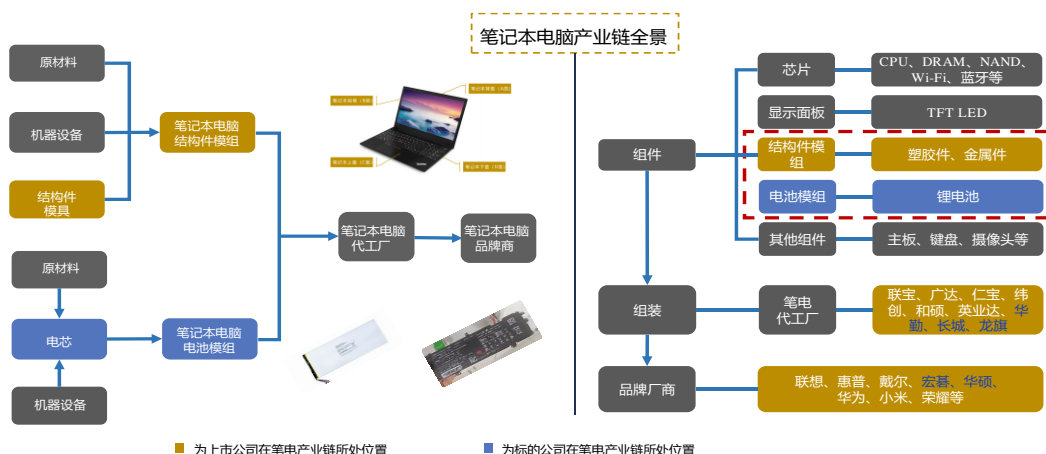 笔记本电脑产业链全景
原材料
机器设备
结构件
模具
笔记本电脑
结构件模组
原材料
电芯
机器设备
笔记本电脑
电池模组
笔记本电脑
代工厂
笔记本电脑
品牌商
组件
芯片
CPU、DRAM、NAND、
Wi-Fi、蓝牙等
显示面板
TFT LED
结构件模
组
塑胶件、金属件
电池模组
锂电池
其他组件
主板、键盘、摄像头等
组装
笔电
代工厂
联宝、广达、仁宝、纬
创、和硕、英业达、华
勤、长城、龙旗
品牌厂商
联想、惠普、戴尔、宏碁、华硕、
华为、小米、荣耀等
为上市公司在笔电产业链所处位置
为标的公司在笔电产业链所处位置